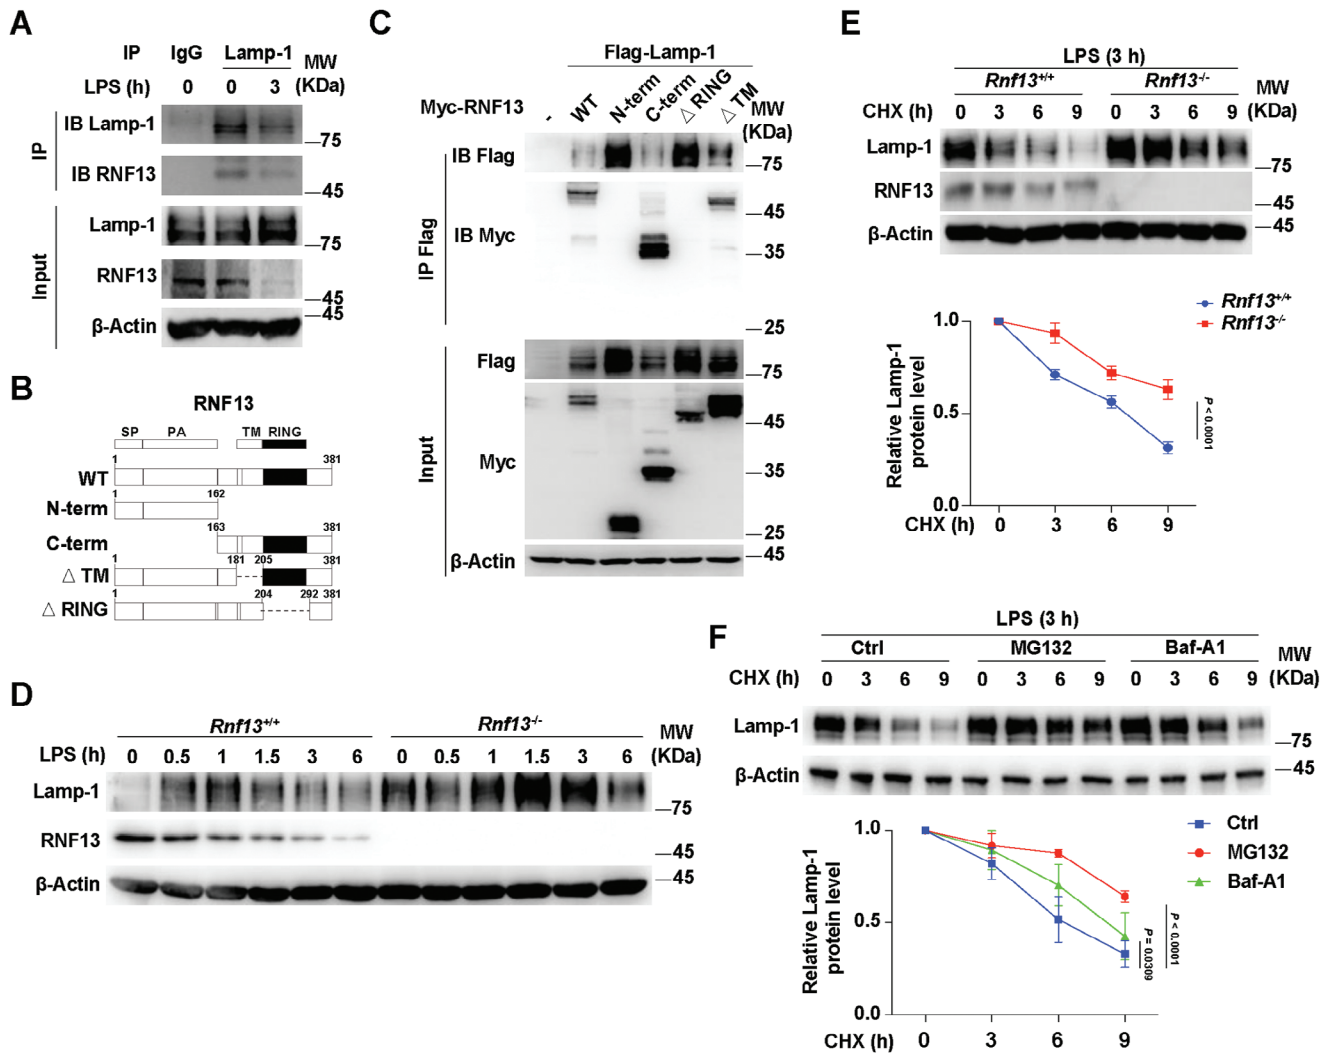 A
IP IgG Lamp-1 MW
LPS (h) 0 0 3 (KDa)
IP
IB Lamp-1
—75
IB RNF13
—45
Input
Lamp-1
—75
RNF13
—45
—45
β-Actin
B
RNF13
SP PA TM RING
1 381
WT
1 162
N-term
163 381
C-term
1 181 205 381
△ TM
1 204 292 381
△ RING
C
Flag-Lamp-1
Myc-RNF13 - WT N-term C-term △ RING △ TM MW
(KDa)
IP Flag
IB Flag
—75
—45
IB Myc
—35
—25
Input
Flag
—75
—45
Myc
—35
—25
—45
β-Actin
D
Rnf13+/+ Rnf13-/- MW
LPS (h) 0 0.5 1 1.5 3 6 0 0.5 1 1.5 3 6 (KDa)
Lamp-1
—75
RNF13
—45
—45
β-Actin
E
LPS (3 h)
Rnf13+/+ Rnf13-/- MW
CHX (h) 0 3 6 9 0 3 6 9 (KDa)
Lamp-1
—75
RNF13
—45
—45
β-Actin
Rnf13+/+
Rnf13-/-
Relative Lamp-1
protein level
1.0
0.5
0.0
P < 0.0001
CHX (h) 0 3 6 9
F
LPS (3 h)
Ctrl MG132 Baf-A1 MW
CHX (h) 0 3 6 9 0 3 6 9 0 3 6 9 (KDa)
Lamp-1
—75
—45
β-Actin
Ctrl
MG132
Baf-A1
Relative Lamp-1
protein level
1.0
0.5
0.0
P = 0.0309
P < 0.0001
CHX (h) 0 3 6 9